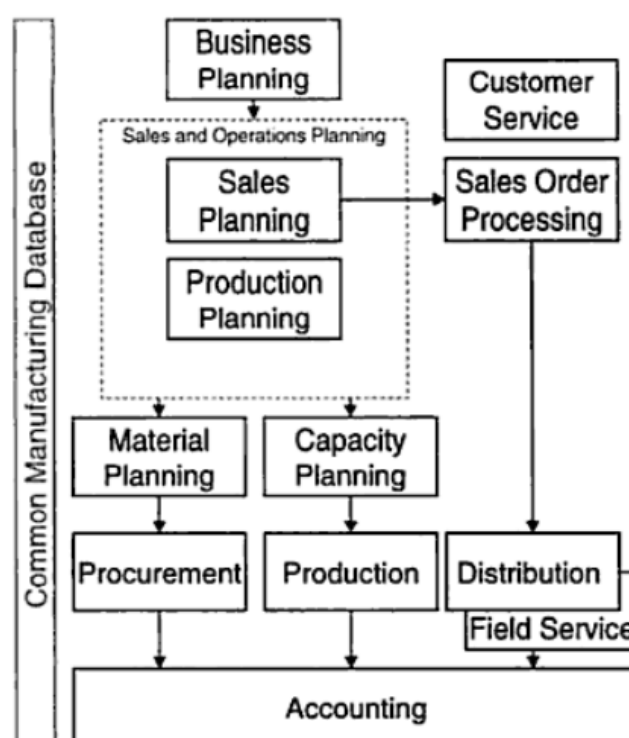 Common Manufacturing Database
Business
Planning
Customer
Service
Sales and Operations Planning
Sales
Planning
Sales Order
Processing
Production
Planning
Material
Planning
Capacity
Planning
Procurement
Production
Distribution
Field Service
Accounting